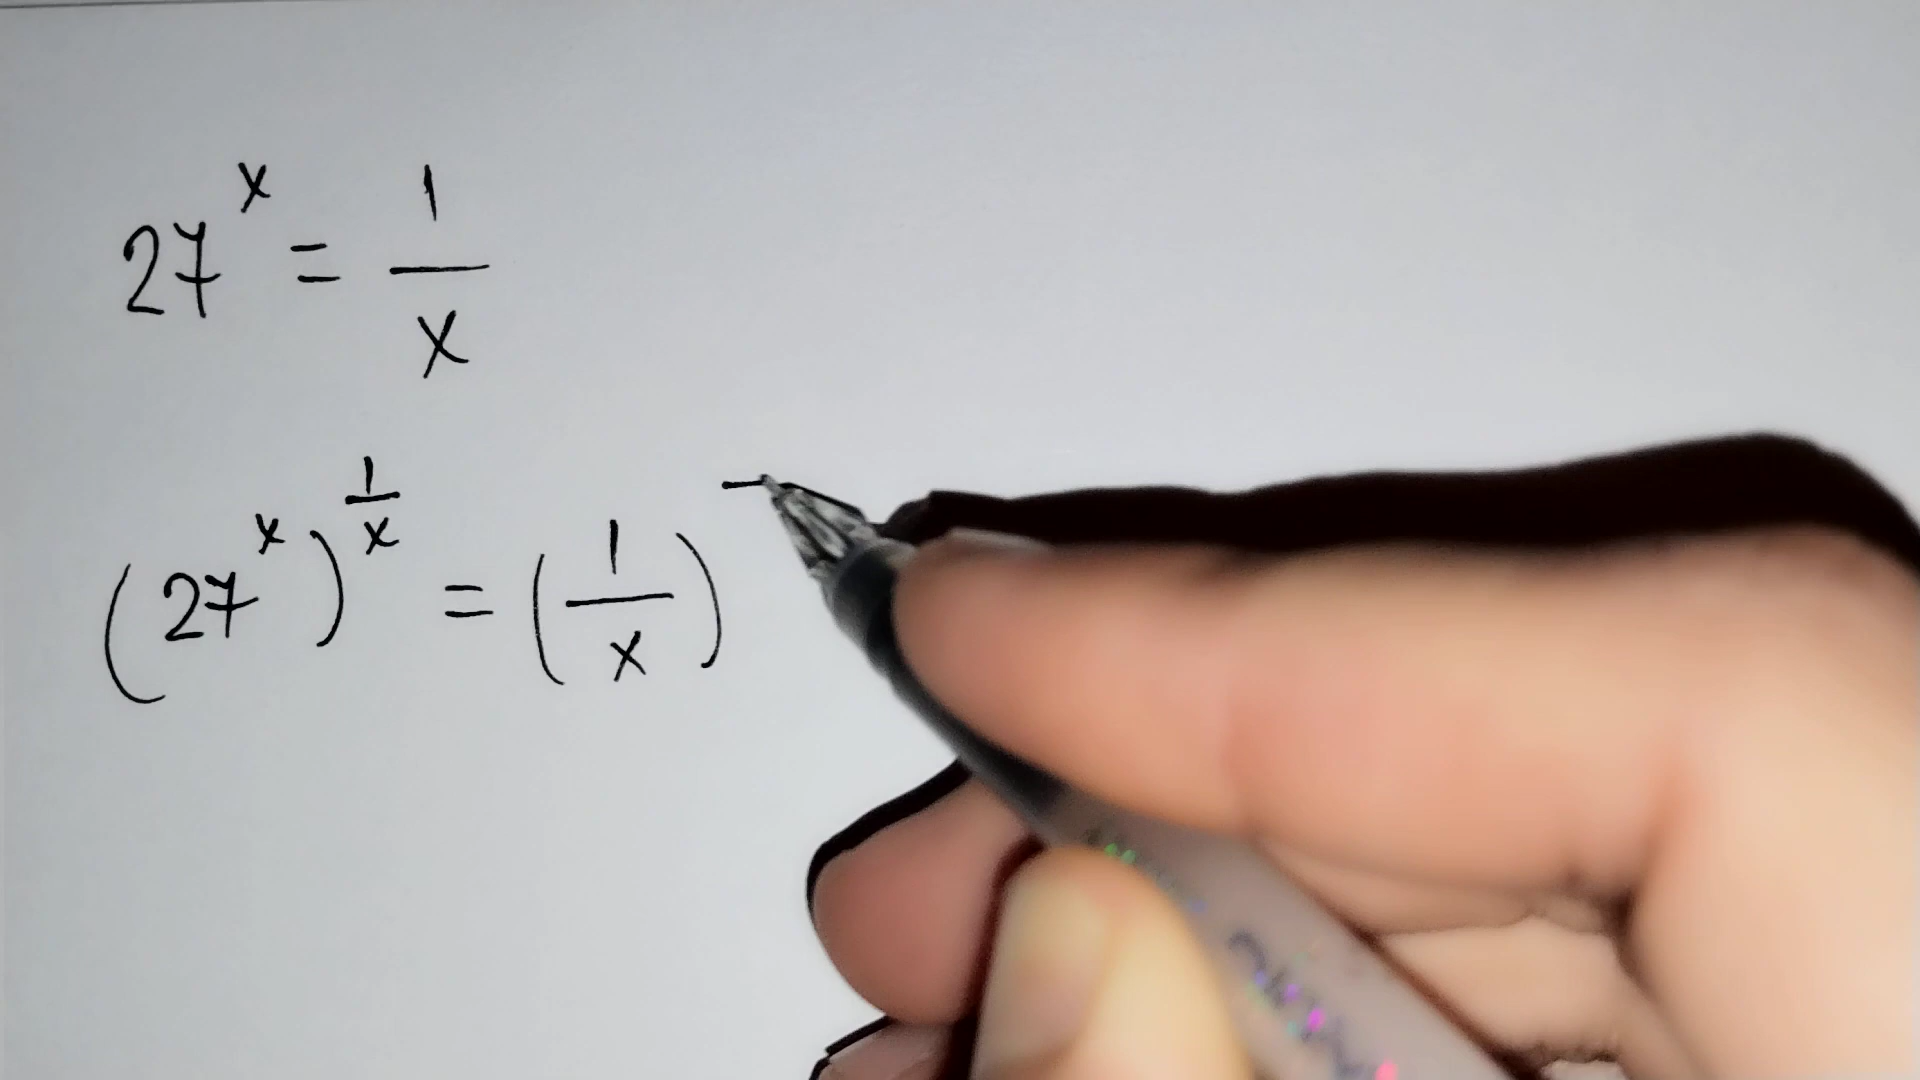 27^x = 1/x
(27^x)^(1/x) = (1/x)^-